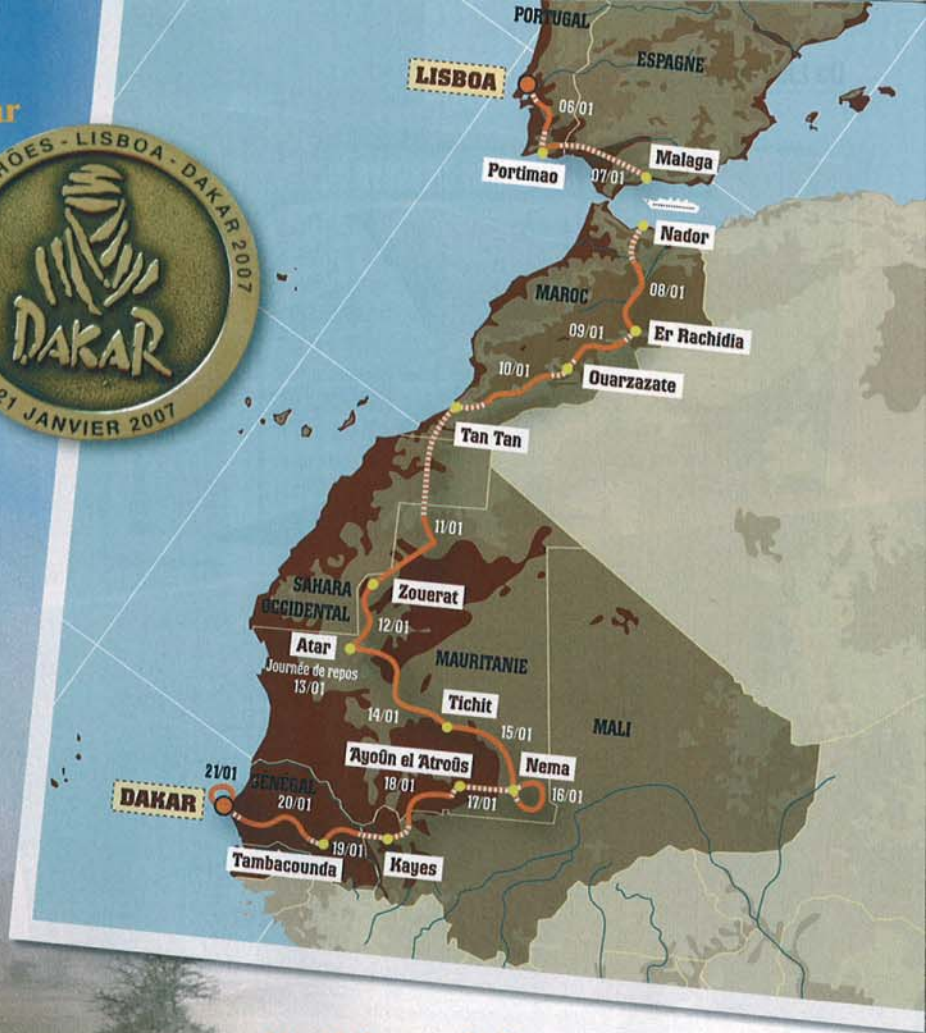 ar
HÕES - LISBOA - DAKAR 2007
DAKAR
21 JANVIER 2007
PORTUGAL
ESPAGNE
LISBOA
06/01
Portimao
07/01
Malaga
Nador
MAROC
08/01
09/01
Er Rachidia
10/01
Ouarzazate
Tan Tan
11/01
SAHARA
OCCIDENTAL
Zouerat
12/01
Atar
Journée de repos
13/01
MAURITANIE
14/01
Tichit
15/01
MALI
Ayoûn el Atroûs
18/01
17/01
Nema
16/01
21/01
DAKAR
SÉNÉGAL
20/01
19/01
Tambacounda
Kayes